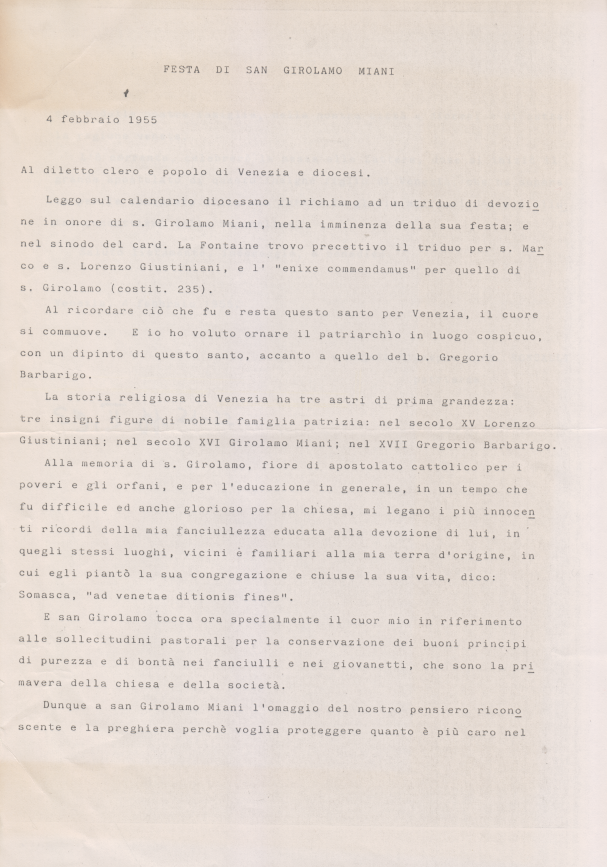 FESTA DI SAN GIROLAMO MIANI
4 febbraio 1955
Al diletto clero e popolo di Venezia e diocesi.
Leggo sul calendario diocesano il richiamo ad un triduo di devozio
ne in onore di s. Girolamo Miani, nella imminenza della sua festa; e
nel sinodo del card. La Fontaine trovo precettivo il triduo per s. Mar
co e s. Lorenzo Giustiniani, e l' "enixe commendamus" per quello di
s. Girolamo (costit. 235).
Al ricordare ciò che fu e resta questo santo per Venezia, il cuore
si commuove. E io ho voluto ornare il patriarchìo in luogo cospicuo,
con un dipinto di questo santo, accanto a quello del b. Gregorio
Barbarigo.
La storia religiosa di Venezia ha tre astri di prima grandezza:
tre insigni figure di nobile famiglia patrizia: nel secolo XV Lorenzo
Giustiniani; nel secolo XVI Girolamo Miani; nel XVII Gregorio Barbarigo.
Alla memoria di s. Girolamo, fiore di apostolato cattolico per i
poveri e gli orfani, e per l'educazione in generale, in un tempo che
fu difficile ed anche glorioso per la chiesa, mi legano i più innocen
ti ricordi della mia fanciullezza educata alla devozione di lui, in
quegli stessi luoghi, vicini è familiari alla mia terra d'origine, in
cui egli piantò la sua congregazione e chiuse la sua vita, dico:
Somasca, "ad venetae ditionis fines".
E san Girolamo tocca ora specialmente il cuor mio in riferimento
alle sollecitudini pastorali per la conservazione dei buoni principi
di purezza e di bontà nei fanciulli e nei giovanetti, che sono la pri
mavera della chiesa e della società.
Dunque a san Girolamo Miani l'omaggio del nostro pensiero ricono
scente e la preghiera perchè voglia proteggere quanto è più caro nel